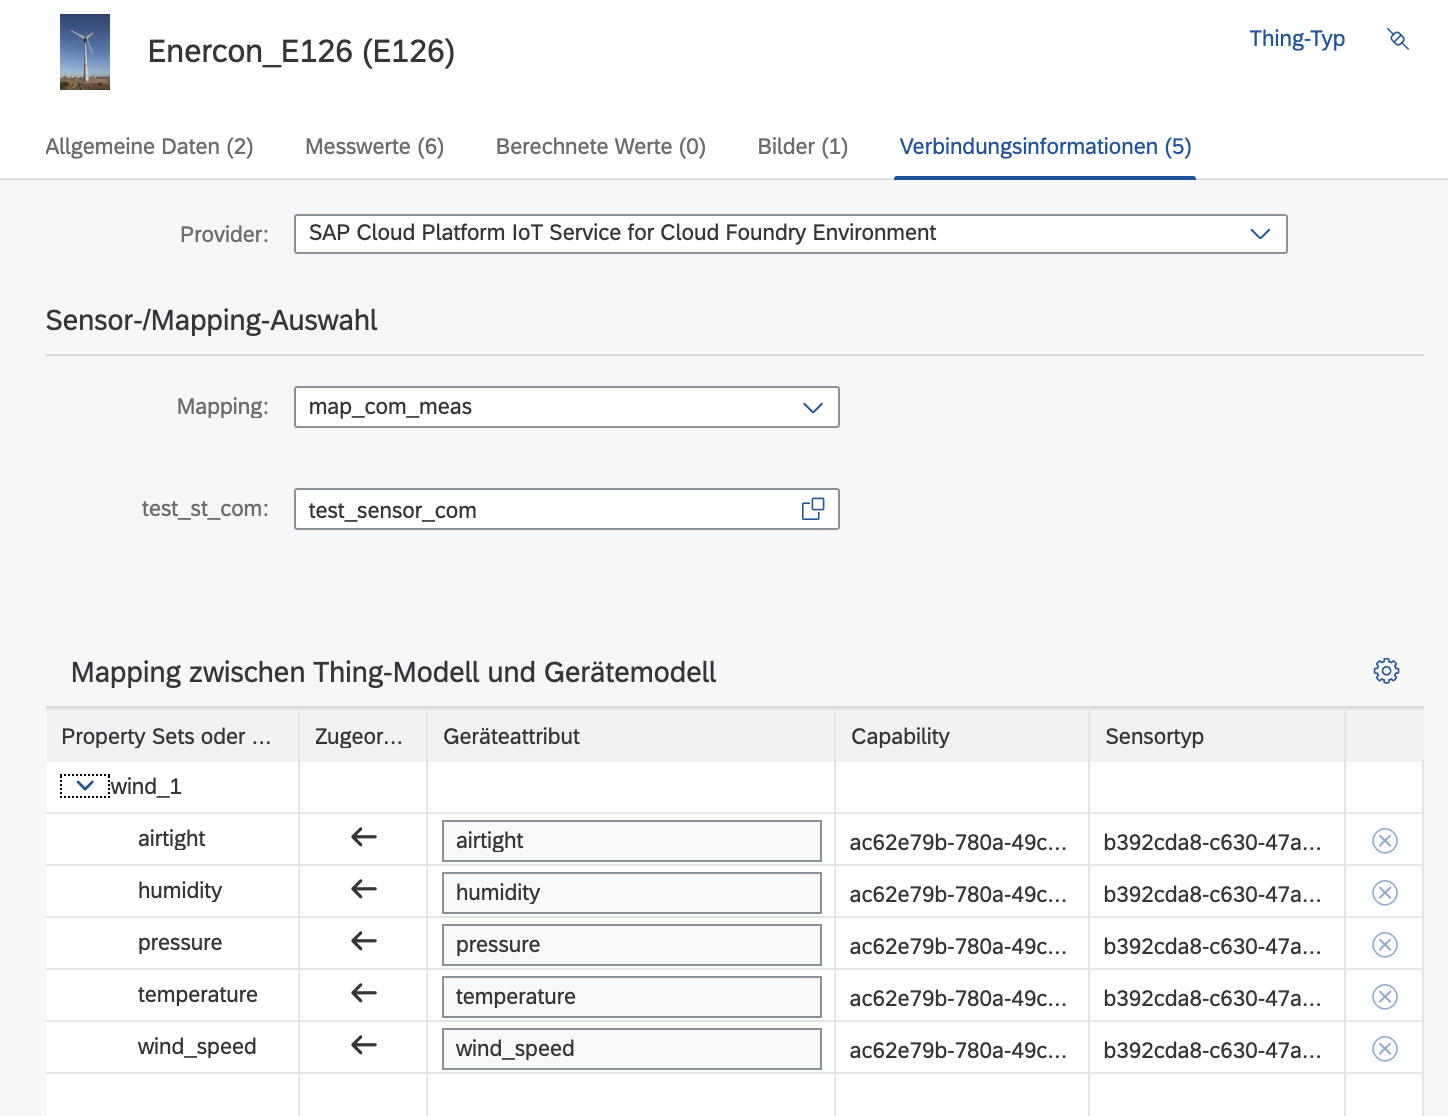 Enercon_E126 (E126)
Thing-Typ
Allgemeine Daten (2) Messwerte (6) Berechnete Werte (0) Bilder (1) Verbindungsinformationen (5)
Provider: SAP Cloud Platform IoT Service for Cloud Foundry Environment
Sensor-/Mapping-Auswahl
Mapping: map_com_meas
test_st_com: test_sensor_com
Mapping zwischen Thing-Modell und Gerätemodell
Property Sets oder ... Zugeor... Geräteattribut Capability Sensortyp
wind_1
airtight airtight ac62e79b-780a-49c... b392cda8-c630-47a...
humidity humidity ac62e79b-780a-49c... b392cda8-c630-47a...
pressure pressure ac62e79b-780a-49c... b392cda8-c630-47a...
temperature temperature ac62e79b-780a-49c... b392cda8-c630-47a...
wind_speed wind_speed ac62e79b-780a-49c... b392cda8-c630-47a...